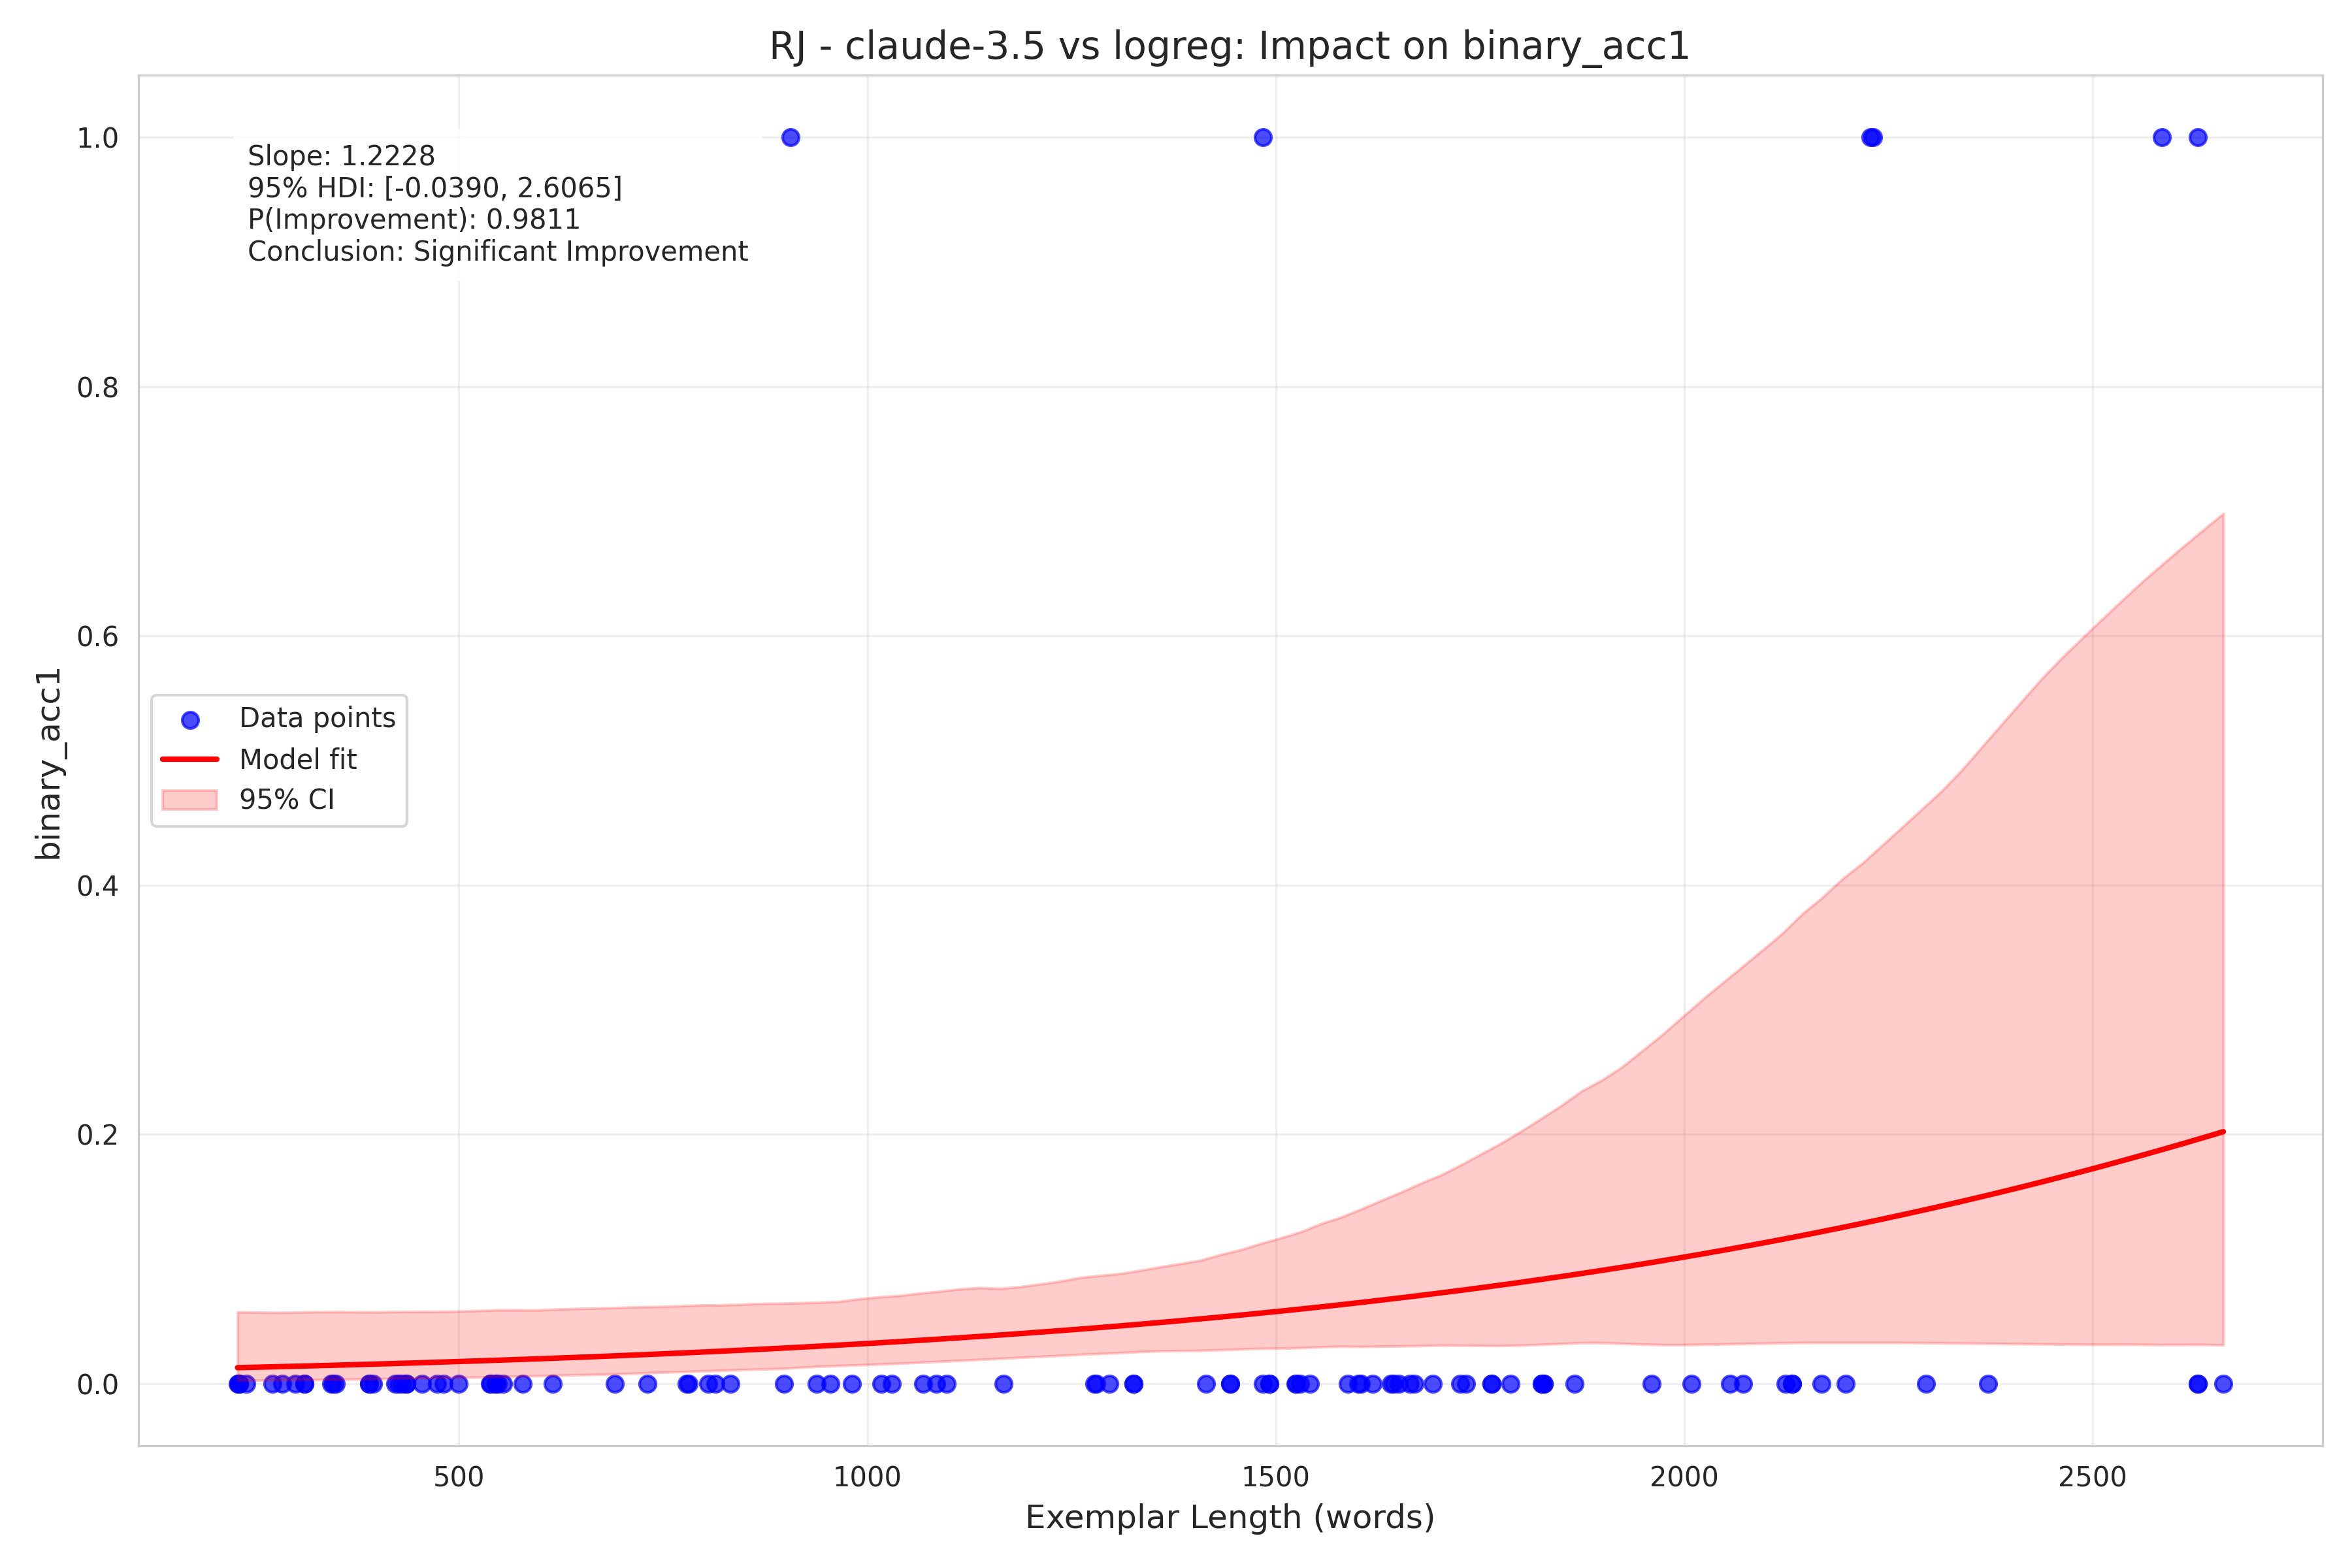 RJ - claude-3.5 vs logreg: Impact on binary_acc1
Slope: 1.2228
95% HDI: [-0.0390, 2.6065]
P(Improvement): 0.9811
Conclusion: Significant Improvement
Data points
Model fit
95% CI
binary_acc1
1.0
0.8
0.6
0.4
0.2
0.0
500
1000
1500
2000
2500
Exemplar Length (words)